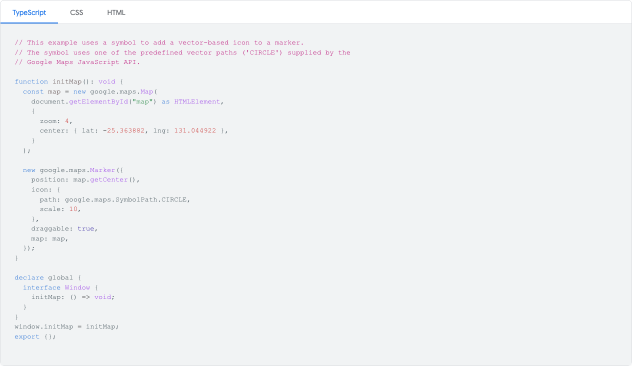 TypeScript CSS HTML
// This example uses a symbol to add a vector-based icon to a marker.
// The symbol uses one of the predefined vector paths ('CIRCLE') supplied by the
// Google Maps JavaScript API.
function initMap(): void {
  const map = new google.maps.Map(
    document.getElementById("map") as HTMLElement,
    {
      zoom: 4,
      center: { lat: -25.363882, lng: 131.044922 },
    }
  );
  new google.maps.Marker({
    position: map.getCenter(),
    icon: {
      path: google.maps.SymbolPath.CIRCLE,
      scale: 10,
    },
    draggable: true,
    map: map,
  });
}
declare global {
  interface Window {
    initMap: () => void;
  }
}
window.initMap = initMap;
export {};